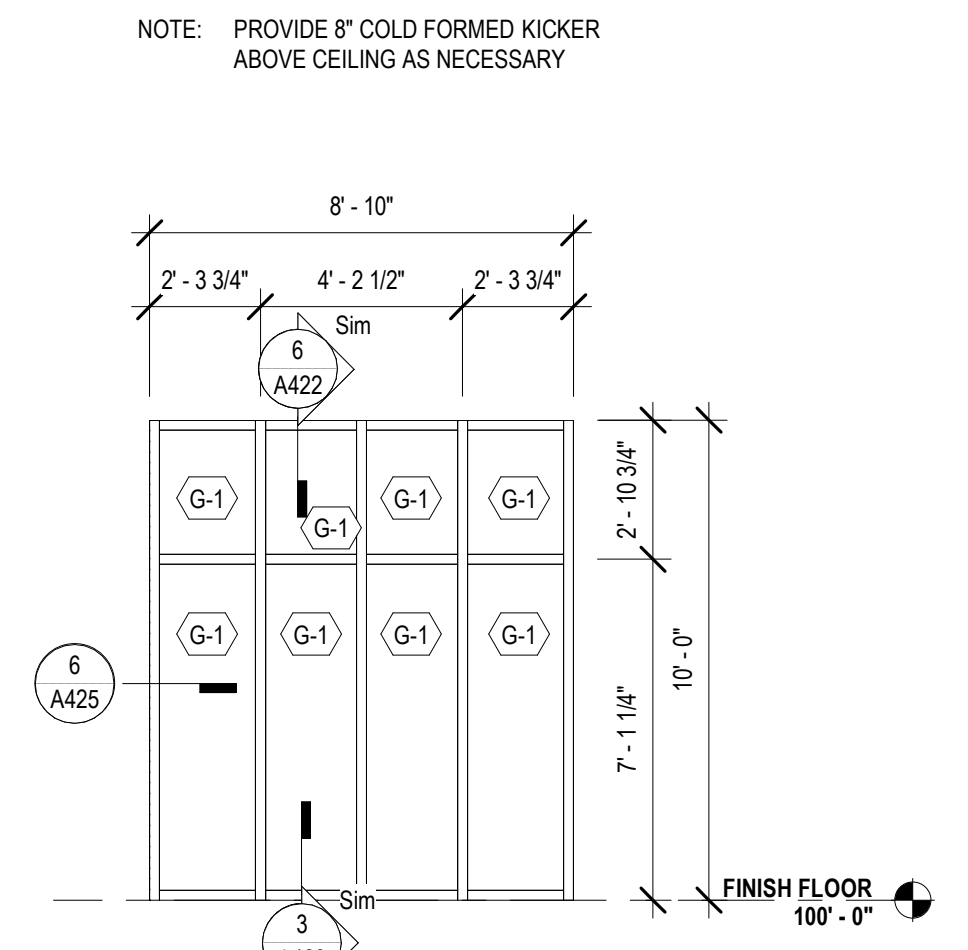 NOTE: PROVIDE 8" COLD FORMED KICKER
ABOVE CEILING AS NECESSARY
8' - 10"
2' - 3 3/4" 4' - 2 1/2" 2' - 3 3/4"
Sim
6
A422
2' - 10 3/4"
G-1 G-1 G-1
G-1
G-1 G-1 G-1 G-1
10' - 0"
6
A425
7' - 1 1/4"
FINISH FLOOR
100' - 0"
Sim
3